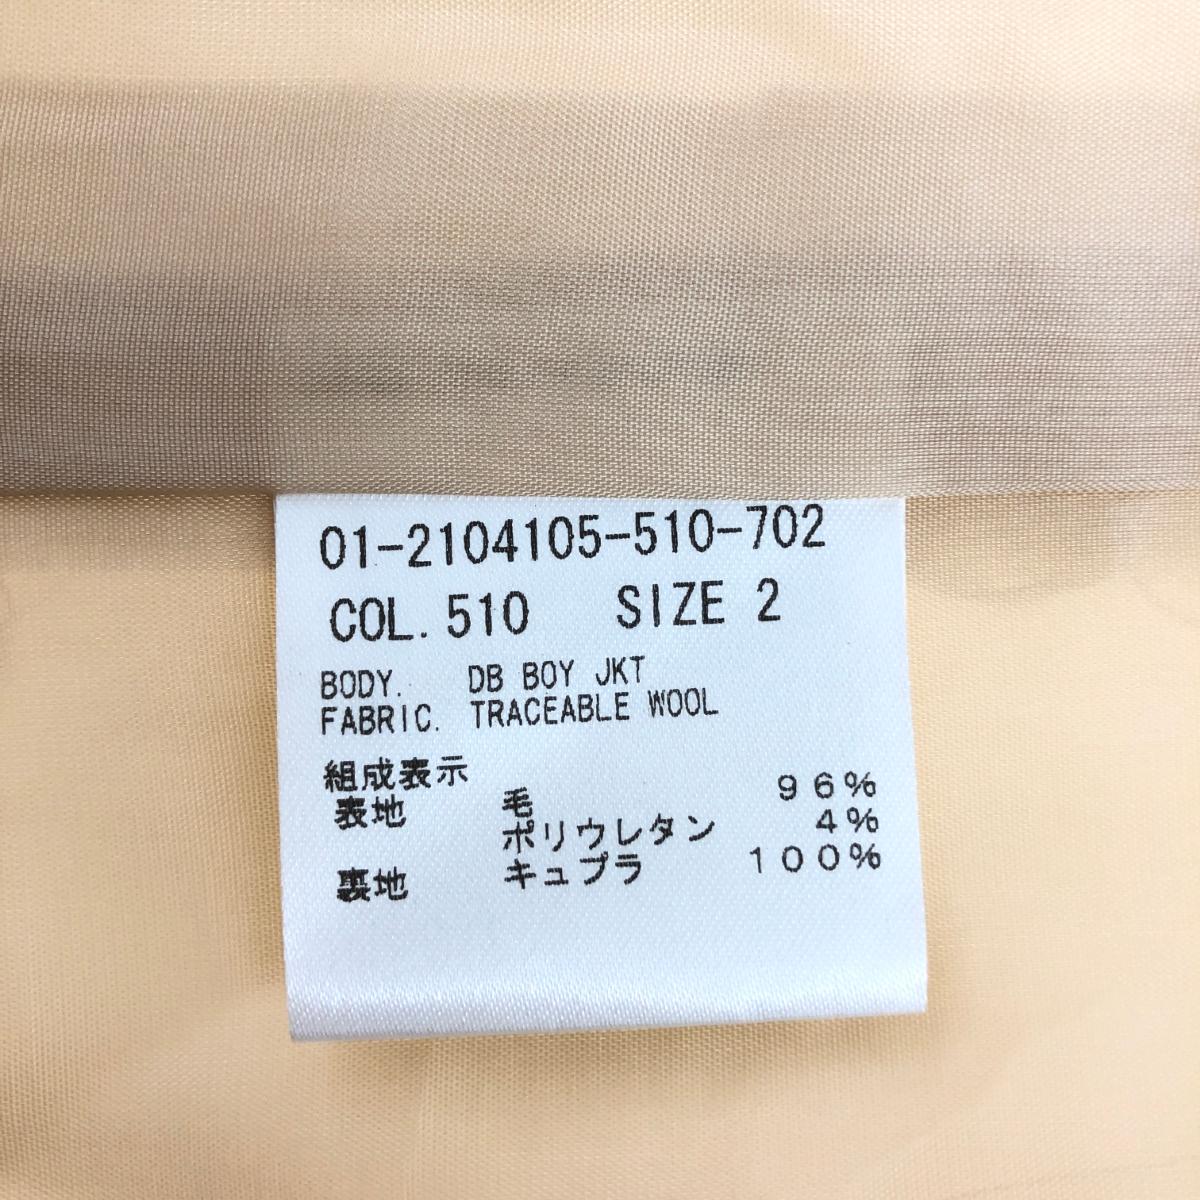 01-2104105-510-702
COL. 510 SIZE 2
BODY. DB BOY JKT
FABRIC. TRACEABLE WOOL
組成表示
表地 毛 96%
ポリウレタン 4%
裏地 キュプラ 100%